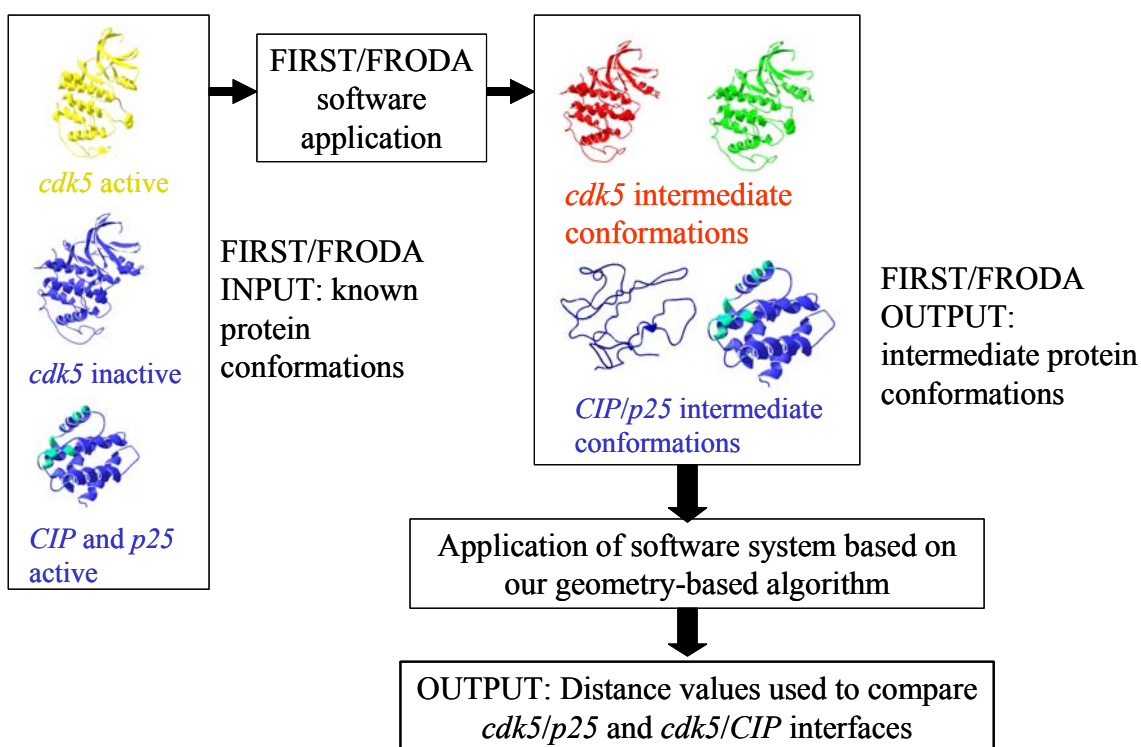 cdk5 active
cdk5 inactive
CIP and p25
active
FIRST/FRODA
INPUT: known
protein
conformations
FIRST/FRODA
software
application
cdk5 intermediate
conformations
CIP/p25 intermediate
conformations
FIRST/FRODA
OUTPUT:
intermediate protein
conformations
Application of software system based on
our geometry-based algorithm
OUTPUT: Distance values used to compare
cdk5/p25 and cdk5/CIP interfaces